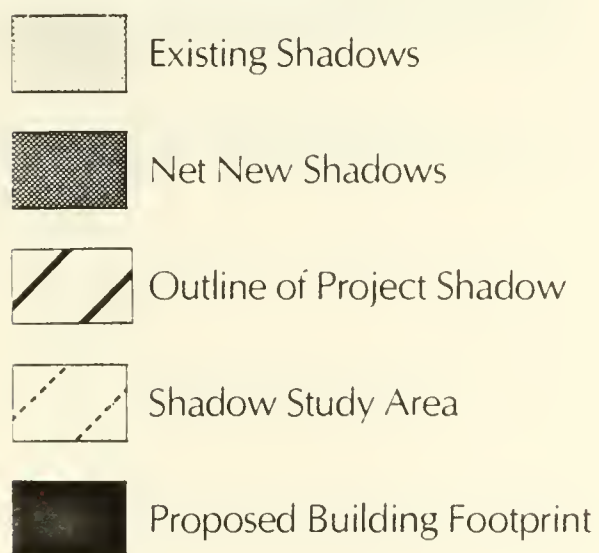 Existing Shadows
Net New Shadows
Outline of Project Shadow
Shadow Study Area
Proposed Building Footprint